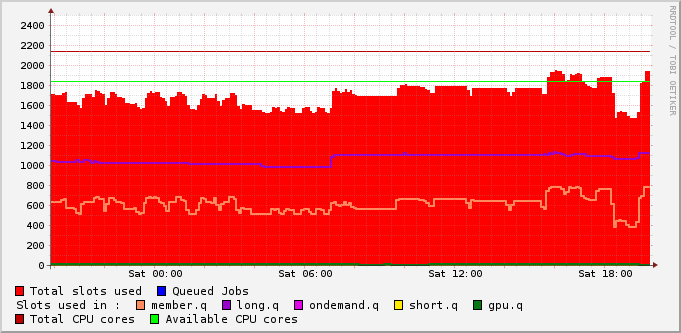 RRDTOOL / TOBI OETIKER
2400
2200
2000
1800
1600
1400
1200
1000
800
600
400
200
0
Sat 00:00 Sat 06:00 Sat 12:00 Sat 18:00
Total slots used Queued Jobs
Slots used in : member.q long.q ondemand.q short.q gpu.q
Total CPU cores Available CPU cores